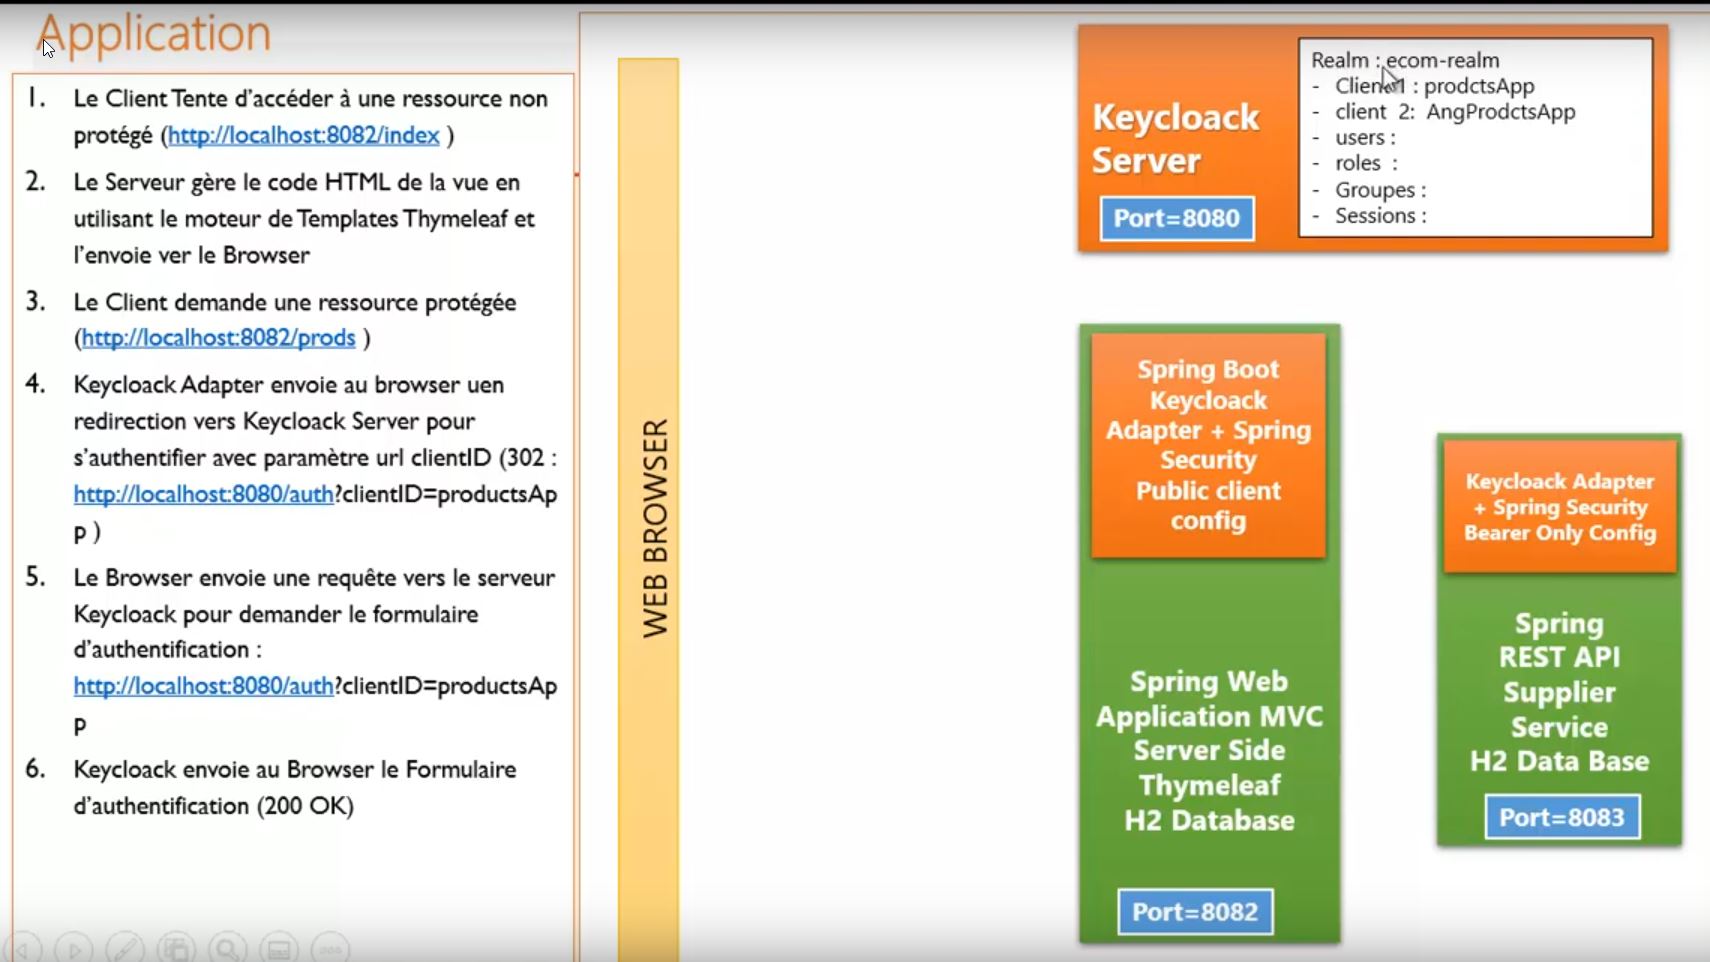 Application
1. Le Client Tente d'accéder à une ressource non
protégé (http://localhost:8082/index )
2. Le Serveur gère le code HTML de la vue en
utilisant le moteur de Templates Thymeleaf et
l'envoie ver le Browser
3. Le Client demande une ressource protégée
(http://localhost:8082/prods )
4. Keycloack Adapter envoie au browser uen
redirection vers Keycloack Server pour
s'authentifier avec paramètre url clientID (302 :
http://localhost:8080/auth?clientID=productsAp
p )
5. Le Browser envoie une requête vers le serveur
Keycloack pour demander le formulaire
d'authentification :
http://localhost:8080/auth?clientID=productsAp
p
6. Keycloack envoie au Browser le Formulaire
d'authentification (200 OK)
WEB BROWSER
Keycloack
Server
Port=8080
Realm : ecom-realm
- Client 1 : prodctsApp
- client 2: AngProdctsApp
- users :
- roles :
- Groupes :
- Sessions :
Spring Boot
Keycloack
Adapter + Spring
Security
Public client
config
Spring Web
Application MVC
Server Side
Thymeleaf
H2 Database
Port=8082
Keycloack Adapter
+ Spring Security
Bearer Only Config
Spring
REST API
Supplier
Service
H2 Data Base
Port=8083